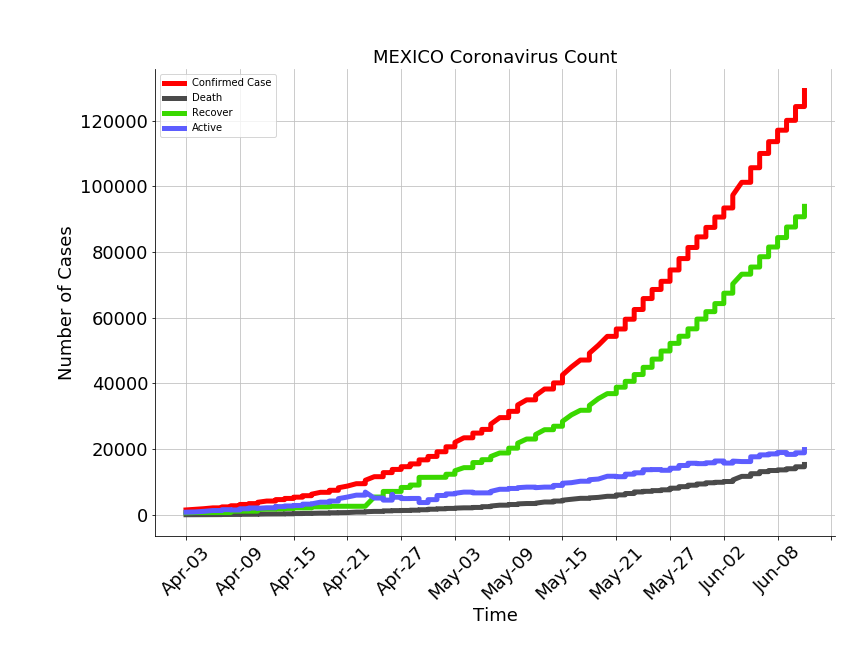 MEXICO Coronavirus Count
Confirmed Case
Death
Recover
Active
120000
100000
80000
60000
40000
20000
0
Number of Cases
Apr-03
Apr-09
Apr-15
Apr-21
Apr-27
May-03
May-09
May-15
May-21
May-27
Jun-02
Jun-08
Time